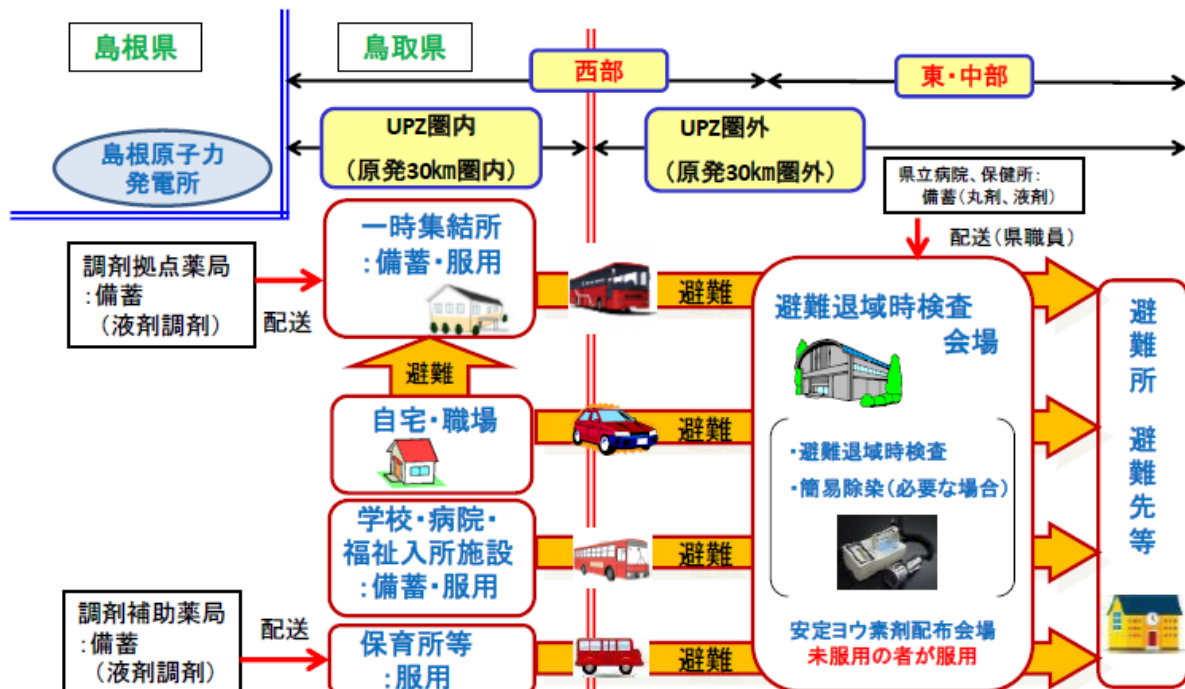 島根県
鳥取県
西部
東・中部
島根原子力
発電所
UPZ圏内
(原発30km圏内)
UPZ圏外
(原発30km圏外)
県立病院、保健所:
備蓄(丸剤、液剤)
配送(県職員)
調剤拠点薬局
:備蓄
(液剤調剤)
配送
一時集結所
:備蓄・服用
避難
避難
自宅・職場
避難
学校・病院・
福祉入所施設
:備蓄・服用
避難
調剤補助薬局
:備蓄
(液剤調剤)
配送
保育所等
:服用
避難
避難退域時検査
会場
・避難退域時検査
・簡易除染(必要な場合)
安定ヨウ素剤配布会場
未服用の者が服用
避難所 避難先等